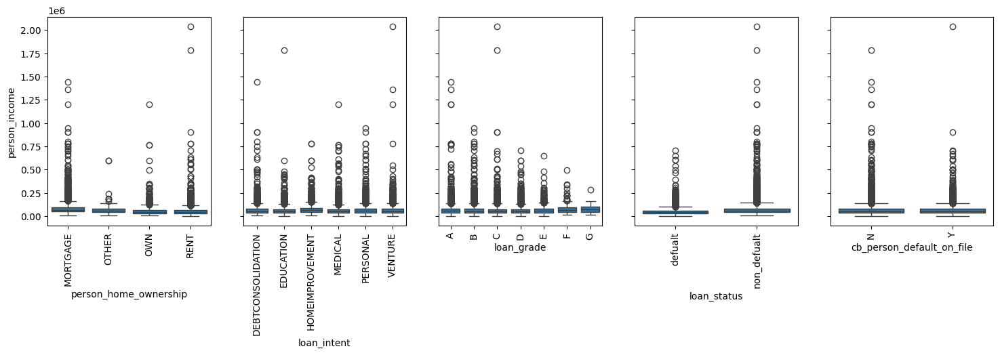 1e6
2.00
1.75
1.50
1.25
1.00
0.75
0.50
0.25
0.00
person_income
MORTGAGE
OTHER
OWN
RENT
person_home_ownership
DEBTCONSOLIDATION
EDUCATION
HOMEIMPROVEMENT
MEDICAL
PERSONAL
VENTURE
loan_intent
A
B
C
D
E
F
G
loan_grade
defualt
non_defualt
loan_status
N
Y
cb_person_default_on_file